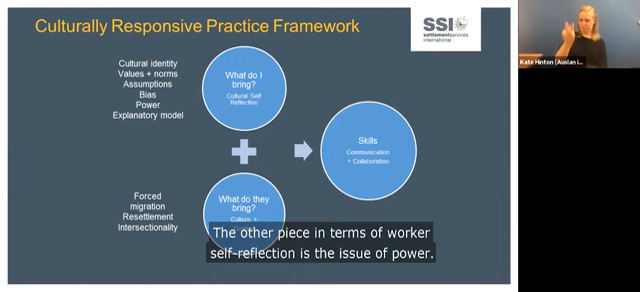 Culturally Responsive Practice Framework
SSI
settlement services
international
Cultural identity
Values + norms
Assumptions
Bias
Power
Explanatory model
What do I
bring?
Cultural Self
Reflection
Skills
Communication
+ Collaboration
Forced
migration
Resettlement
Intersectionality
What do they
bring?
Culture +
The other piece in terms of worker
self-reflection is the issue of power.
Kate Hinton (Auslan i...